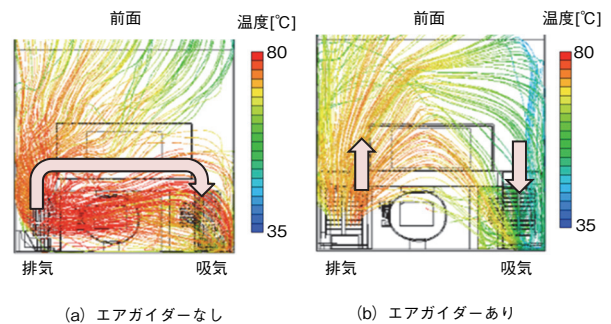 前面
温度[℃]
80
35
排気
吸気
(a) エアガイダーなし
前面
温度[℃]
80
35
排気
吸気
(b) エアガイダーあり